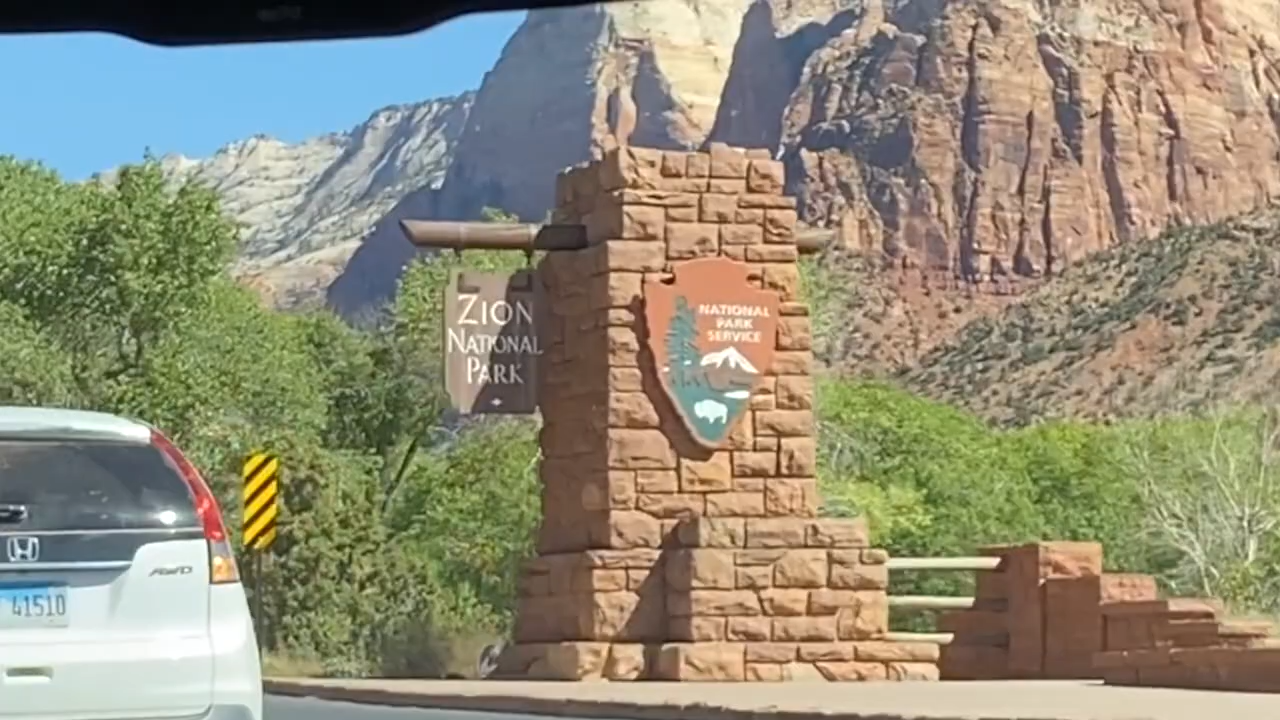 ZION
NATIONAL
PARK
NATIONAL
PARK
SERVICE
AWD
41510